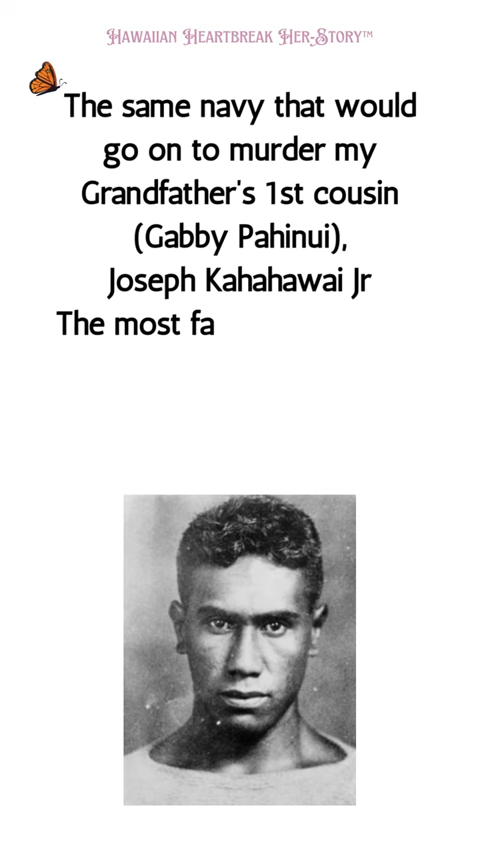 Hawaiian Heartbreak Her-Story™
The same navy that would
go on to murder my
Grandfather's 1st cousin
(Gabby Pahinui),
Joseph Kahahawai Jr
The most fa